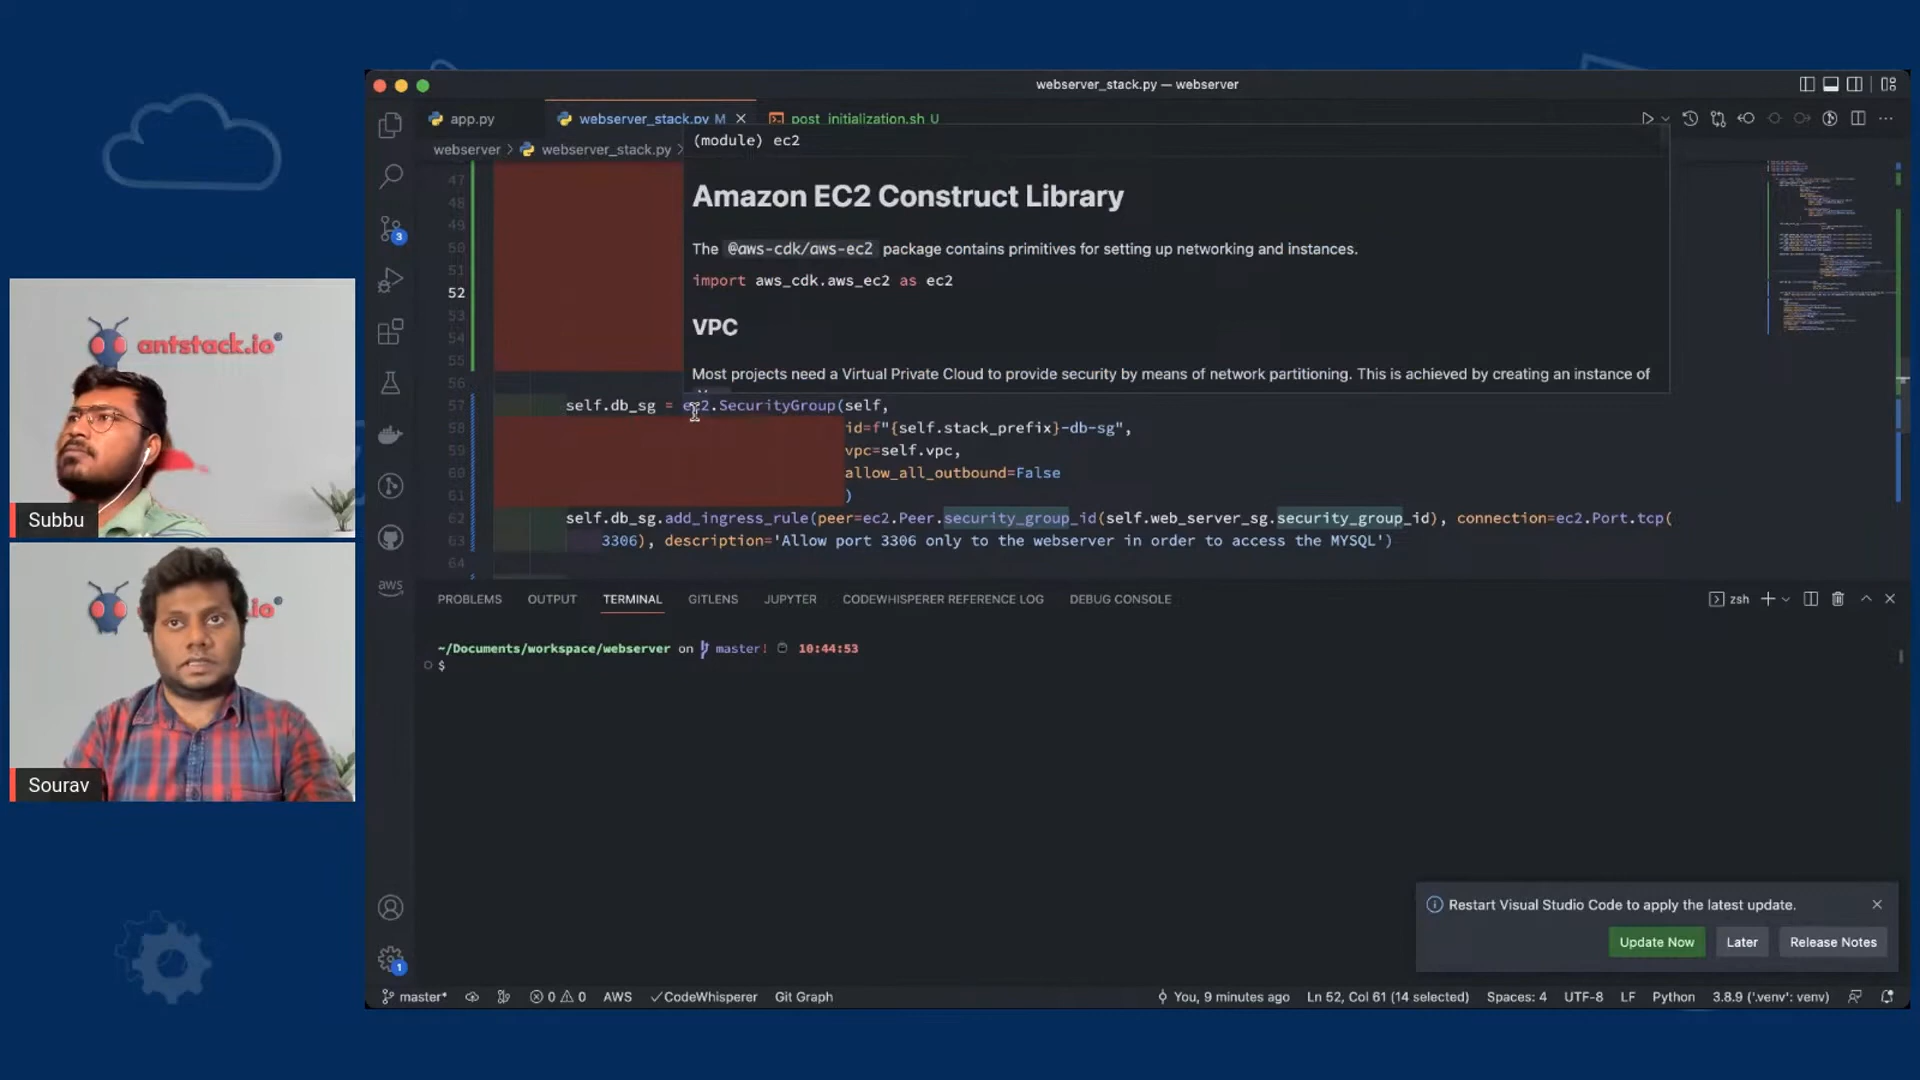 webserver_stack.py — webserver
app.py
webserver_stack.py M
post_initialization.sh U
webserver > webserver_stack.py >
(module) ec2
Amazon EC2 Construct Library
The @aws-cdk/aws-ec2 package contains primitives for setting up networking and instances.
import aws_cdk.aws_ec2 as ec2
VPC
Most projects need a Virtual Private Cloud to provide security by means of network partitioning. This is achieved by creating an instance of
47
48
49
50
51
52
53
54
55
56
57 self.db_sg = ec2.SecurityGroup(self,
58 id=f"{self.stack_prefix}-db-sg",
59 vpc=self.vpc,
60 allow_all_outbound=False
61 )
62 self.db_sg.add_ingress_rule(peer=ec2.Peer.security_group_id(self.web_server_sg.security_group_id), connection=ec2.Port.tcp(
63 3306), description='Allow port 3306 only to the webserver in order to access the MYSQL')
64
3
aws
antstack.io
Subbu
.io
Sourav
PROBLEMS OUTPUT TERMINAL GITLENS JUPYTER CODEWHISPERER REFERENCE LOG DEBUG CONSOLE
zsh
~/Documents/workspace/webserver on master! 10:44:53
$
Restart Visual Studio Code to apply the latest update.
Update Now Later Release Notes
1
master* 0 0 AWS CodeWhisperer Git Graph
You, 9 minutes ago Ln 52, Col 61 (14 selected) Spaces: 4 UTF-8 LF Python 3.8.9 ('.venv': venv)